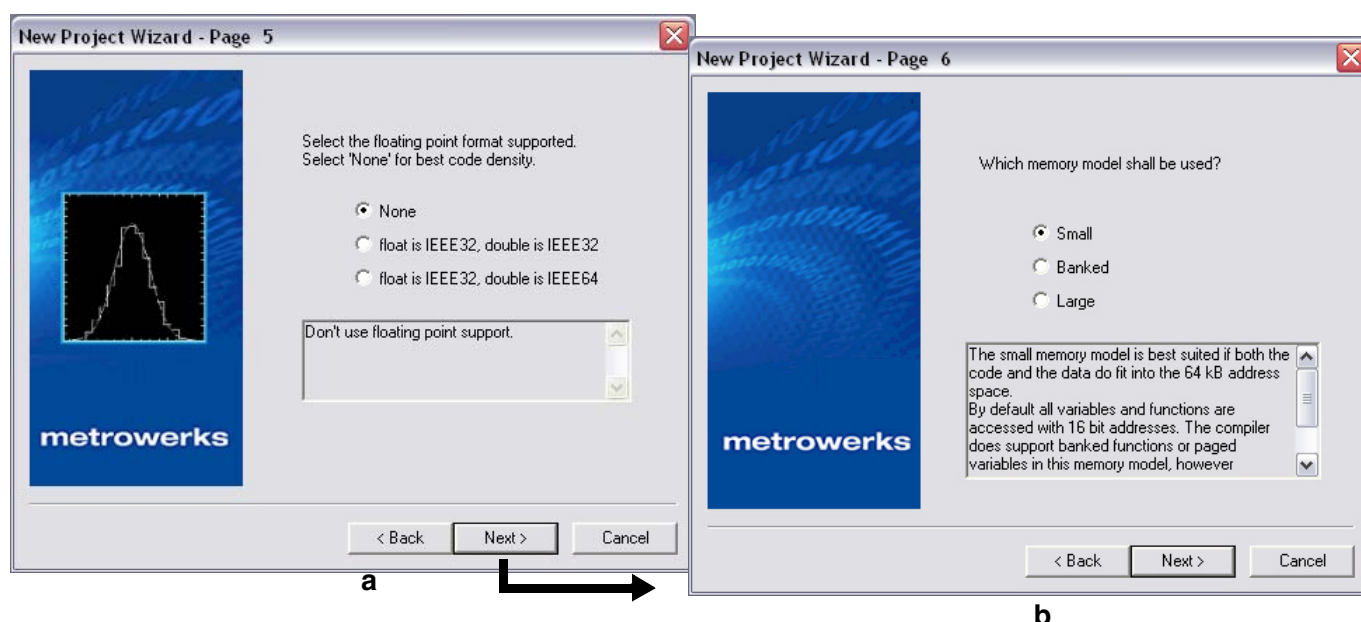 New Project Wizard - Page 5
Select the floating point format supported.
Select 'None' for best code density.
None
float is IEEE32, double is IEEE32
float is IEEE32, double is IEEE64
Don't use floating point support.
metrowerks
< Back
Next >
Cancel
a
New Project Wizard - Page 6
Which memory model shall be used?
Small
Banked
Large
The small memory model is best suited if both the
code and the data do fit into the 64 kB address
space.
By default all variables and functions are
accessed with 16 bit addresses. The compiler
does support banked functions or paged
variables in this memory model, however
metrowerks
< Back
Next >
Cancel
b